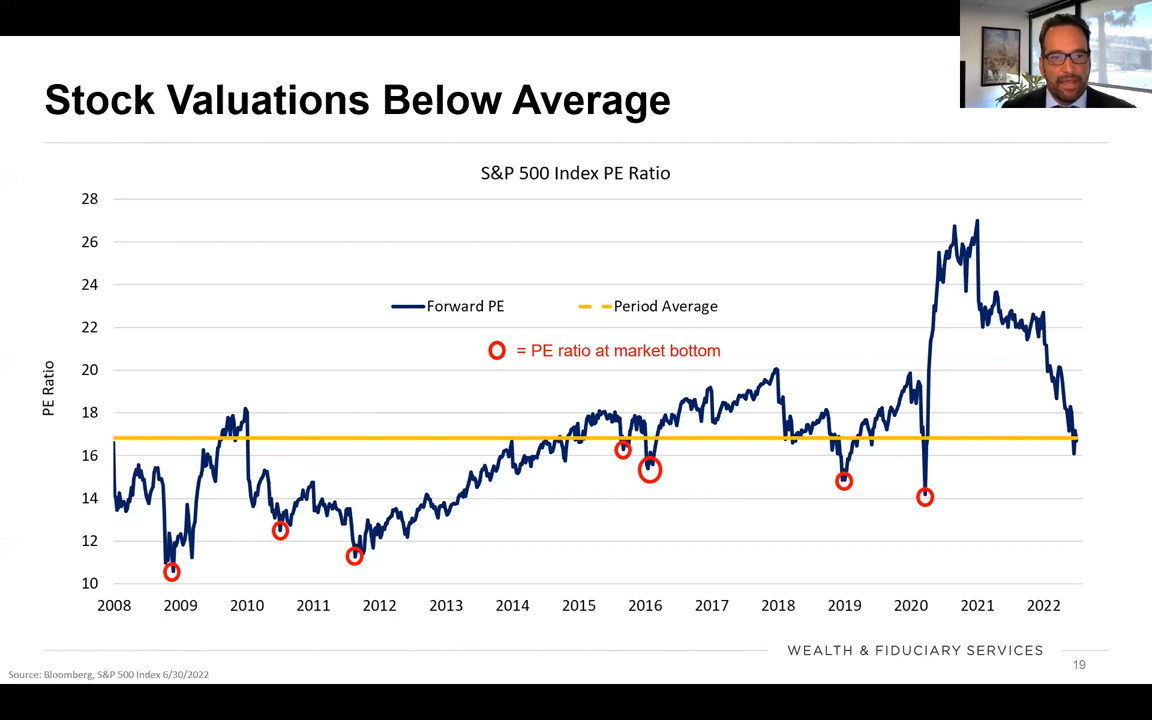 Stock Valuations Below Average
S&P 500 Index PE Ratio
28
26
24
22
20
18
16
14
12
10
PE Ratio
Forward PE
Period Average
= PE ratio at market bottom
2008 2009 2010 2011 2012 2013 2014 2015 2016 2017 2018 2019 2020 2021 2022
WEALTH & FIDUCIARY SERVICES
19
Source: Bloomberg, S&P 500 Index 6/30/2022